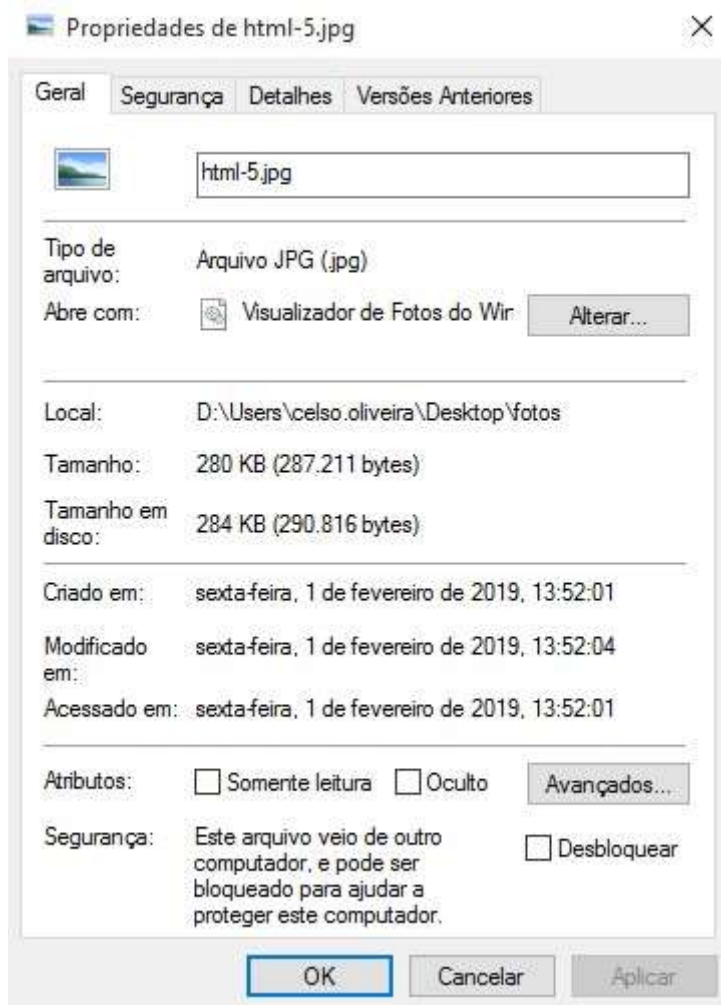 Propriedades de html-5.jpg
Geral Segurança Detalhes Versões Anteriores
html-5.jpg
Tipo de
arquivo:
Arquivo JPG (.jpg)
Abre com: Visualizador de Fotos do Wir Alterar...
Local: D:\Users\celso.oliveira\Desktop\fotos
Tamanho: 280 KB (287.211 bytes)
Tamanho em
disco:
284 KB (290.816 bytes)
Criado em: sexta-feira, 1 de fevereiro de 2019, 13:52:01
Modificado
em:
sexta-feira, 1 de fevereiro de 2019, 13:52:04
Acessado em: sexta-feira, 1 de fevereiro de 2019, 13:52:01
Atributos: Somente leitura Oculto Avançados...
Segurança: Este arquivo veio de outro
computador, e pode ser
bloqueado para ajudar a
proteger este computador.
Desbloquear
OK Cancelar Aplicar